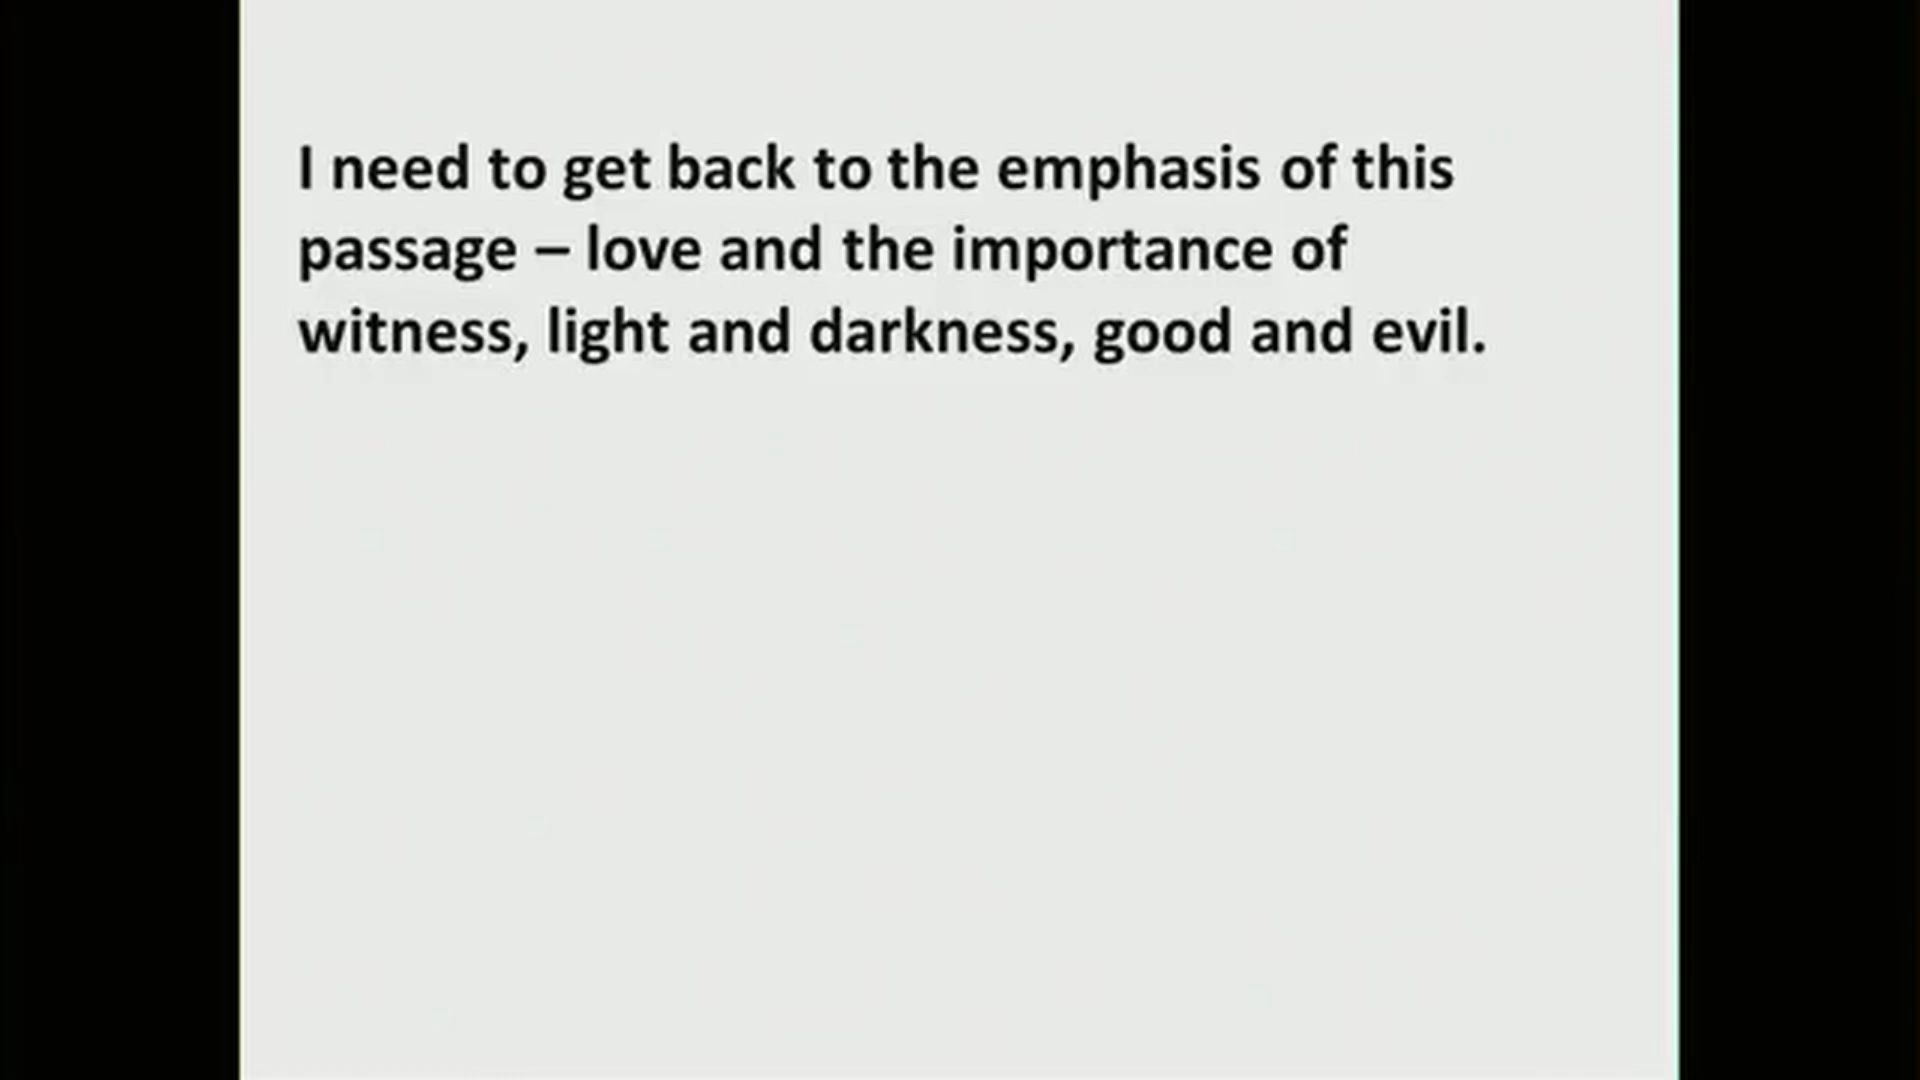 I need to get back to the emphasis of this
passage – love and the importance of
witness, light and darkness, good and evil.